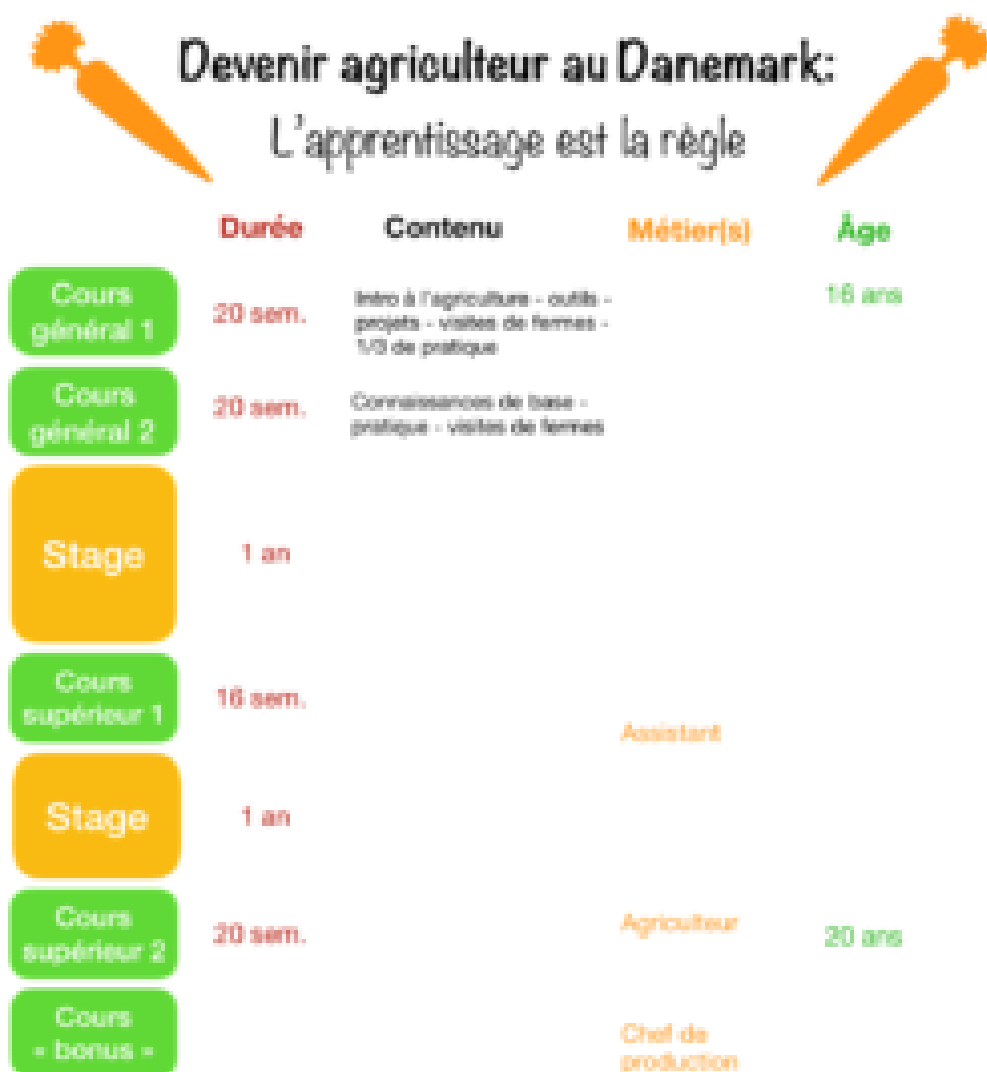 Devenir agriculteur au Danemark:
L'apprentissage est la règle
Durée Contenu Métier(s) Âge
Cours
général 1
20 sem.
Intro à l'agriculture - outils -
projets - visites de fermes -
1/3 de pratique
16 ans
Cours
général 2
20 sem.
Connaissances de base -
pratique - visites de fermes
Stage
1 an
Cours
supérieur 1
16 sem.
Assistant
Stage
1 an
Cours
supérieur 2
20 sem.
Agriculteur
20 ans
Cours
« bonus »
Chef de
production